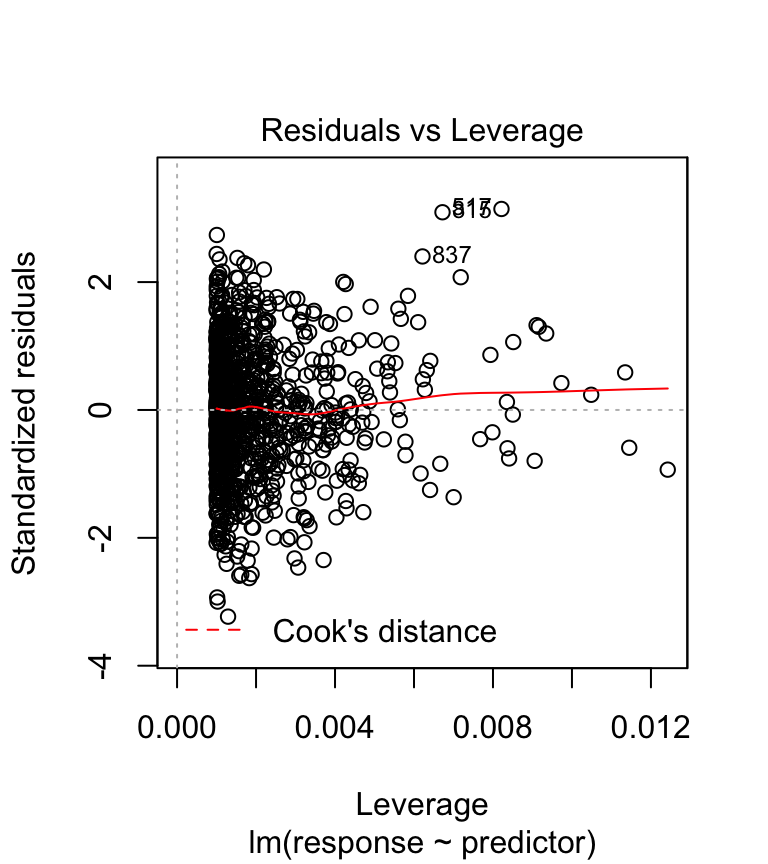 Residuals vs Leverage
Standardized residuals
2
0
-2
-4
837
Cook's distance
0.000 0.004 0.008 0.012
Leverage
lm(response ~ predictor)